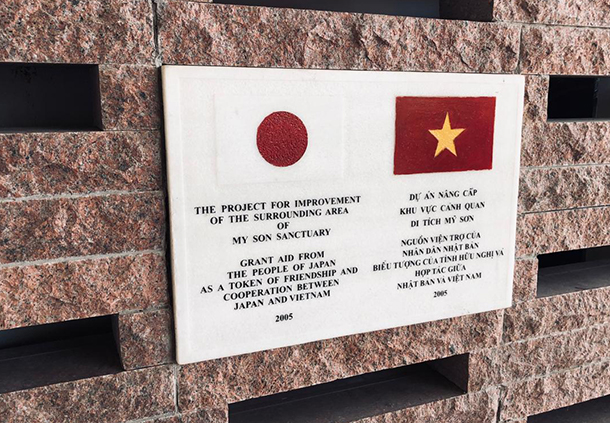 THE PROJECT FOR IMPROVEMENT
OF THE SURROUNDING AREA
OF
MY SON SANCTUARY
GRANT AID FROM
THE PEOPLE OF JAPAN
AS A TOKEN OF FRIENDSHIP AND
COOPERATION BETWEEN
JAPAN AND VIETNAM
2005
DỰ ÁN NÂNG CẤP
KHU VỰC CẢNH QUAN
DI TÍCH MỸ SƠN
NGUỒN VIỆN TRỢ CỦA
NHÂN DÂN NHẬT BẢN
BIỂU TƯỢNG CỦA TÌNH HỮU NGHỊ VÀ
HỢP TÁC GIỮA
NHẬT BẢN VÀ VIỆT NAM
2005